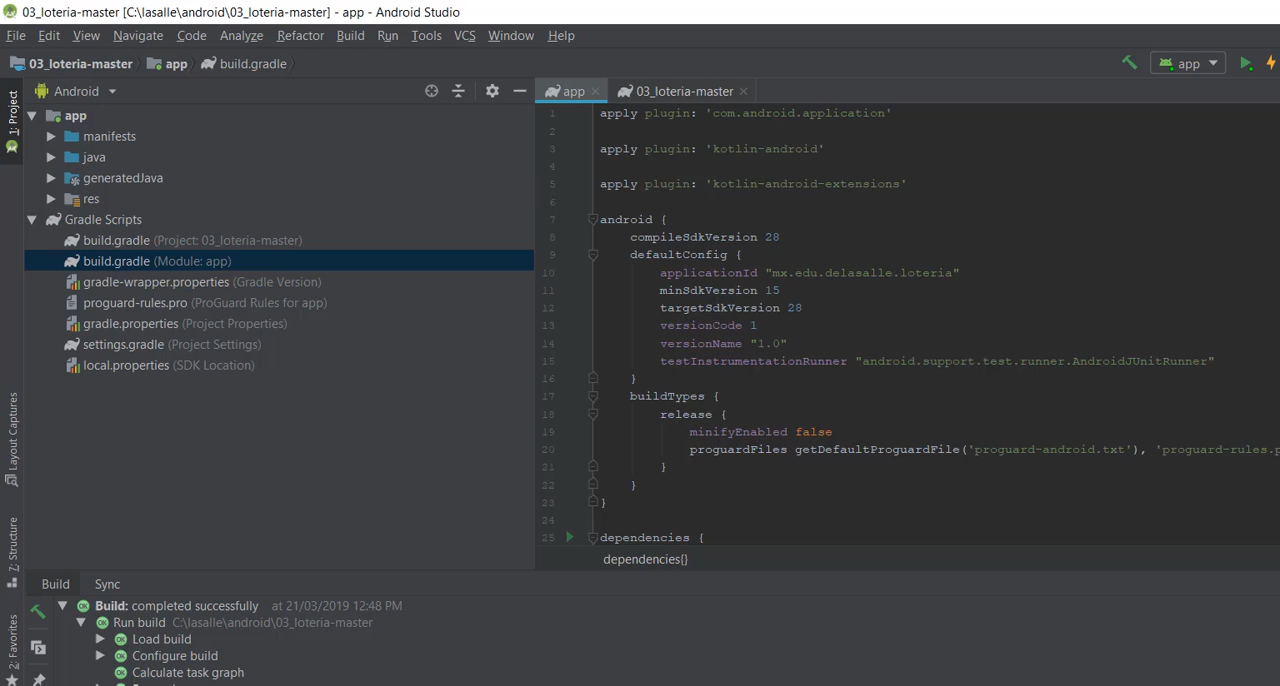 03_loteria-master [C:\lasalle\android\03_loteria-master] - app - Android Studio
File Edit View Navigate Code Analyze Refactor Build Run Tools VCS Window Help
03_loteria-master app build.gradle
app
1: Project
Android
app
manifests
java
generatedJava
res
Gradle Scripts
build.gradle (Project: 03_loteria-master)
build.gradle (Module: app)
gradle-wrapper.properties (Gradle Version)
proguard-rules.pro (ProGuard Rules for app)
gradle.properties (Project Properties)
settings.gradle (Project Settings)
local.properties (SDK Location)
Layout Captures
7: Structure
2: Favorites
app 03_loteria-master
1 apply plugin: 'com.android.application'
2
3 apply plugin: 'kotlin-android'
4
5 apply plugin: 'kotlin-android-extensions'
6
7 android {
8 compileSdkVersion 28
9 defaultConfig {
10 applicationId "mx.edu.delasalle.loteria"
11 minSdkVersion 15
12 targetSdkVersion 28
13 versionCode 1
14 versionName "1.0"
15 testInstrumentationRunner "android.support.test.runner.AndroidJUnitRunner"
16 }
17 buildTypes {
18 release {
19 minifyEnabled false
20 proguardFiles getDefaultProguardFile('proguard-android.txt'), 'proguard-rules.p
21 }
22 }
23 }
24
25 dependencies {
dependencies{}
Build Sync
Build: completed successfully at 21/03/2019 12:48 PM
Run build C:\lasalle\android\03_loteria-master
Load build
Configure build
Calculate task graph